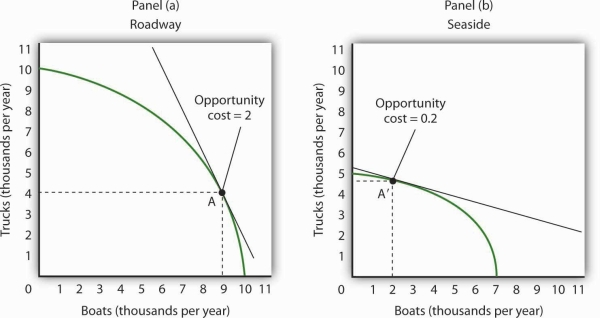 Panel (a)
Roadway
Trucks (thousands per year)
11
10
9
8
7
6
5
4
3
2
1
Opportunity
cost = 2
A
0 1 2 3 4 5 6 7 8 9 10 11
Boats (thousands per year)
Panel (b)
Seaside
Trucks (thousands per year)
11
10
9
8
7
6
5
4
3
2
1
Opportunity
cost = 0.2
A'
0 1 2 3 4 5 6 7 8 9 10 11
Boats (thousands per year)